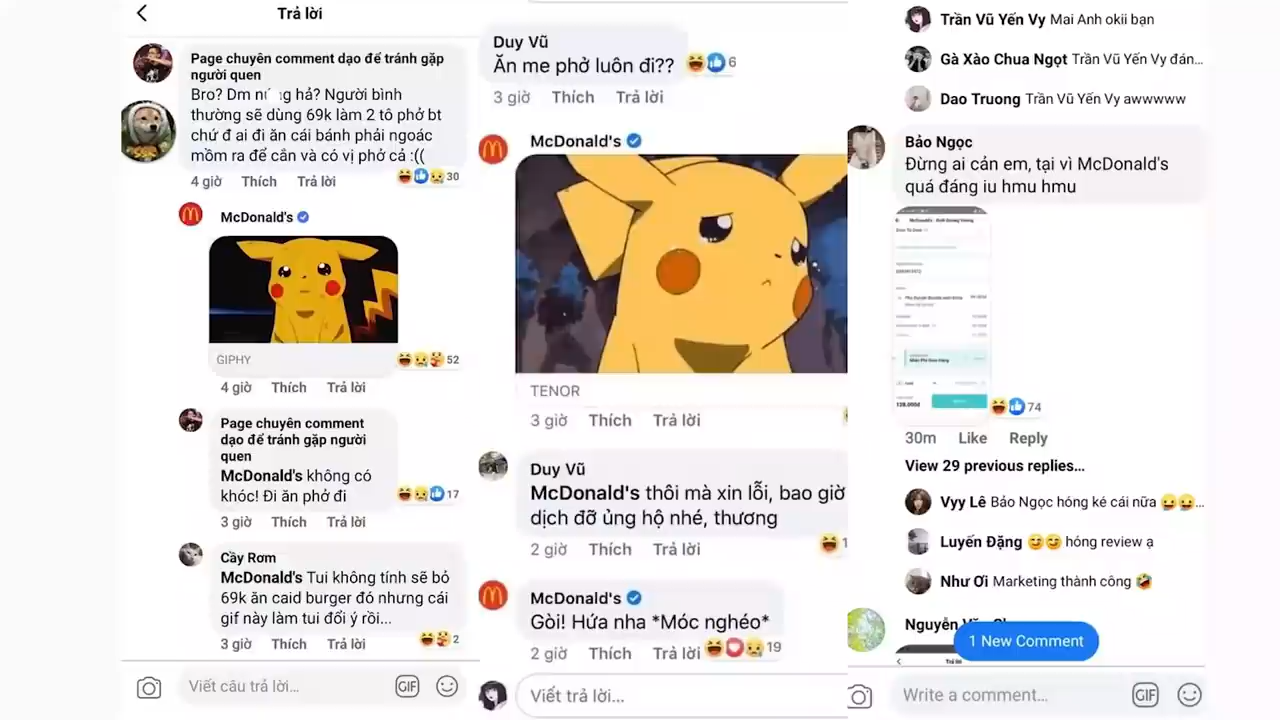 Trả lời
Page chuyên comment dạo để tránh gặp
người quen
Bro? Dm hả? Người bình
thường sẽ dùng 69k làm 2 tô phở bt
chứ đ ai đi ăn cái bánh phải ngoác
mồm ra để cắn và có vị phở cả :((
4 giờ Thích Trả lời 30
McDonald's
GIPHY
52
4 giờ Thích Trả lời
Page chuyên comment
dạo để tránh gặp người
quen
McDonald's không có
khóc! Đi ăn phở đi
17
3 giờ Thích Trả lời
Cầy Rơm
McDonald's Tui không tính sẽ bỏ
69k ăn caid burger đó nhưng cái
gif này làm tui đổi ý rồi...
3 giờ Thích Trả lời 2
Viết câu trả lời...
GIF
Duy Vũ
Ăn mẹ phở luôn đi??
6
3 giờ Thích Trả lời
McDonald's
TENOR
3 giờ Thích Trả lời
Duy Vũ
McDonald's thôi mà xin lỗi, bao giờ
dịch đỡ ủng hộ nhé, thương
2 giờ Thích Trả lời
McDonald's
Gòi! Hứa nha *Móc nghéo*
2 giờ Thích Trả lời 19
Viết trả lời...
Trần Vũ Yến Vy Mai Anh okii bạn
Gà Xào Chua Ngọt Trần Vũ Yến Vy đán...
Dao Truong Trần Vũ Yến Vy awwwww
Bảo Ngọc
Đừng ai cản em, tại vì McDonald's
quá đáng iu hmu hmu
74
30m Like Reply
View 29 previous replies...
Vyy Lê Bảo Ngọc hóng ké cái nữa ...
Luyến Đặng hóng review ạ
Như Ơi Marketing thành công
Nguyễn
1 New Comment
Write a comment...
GIF